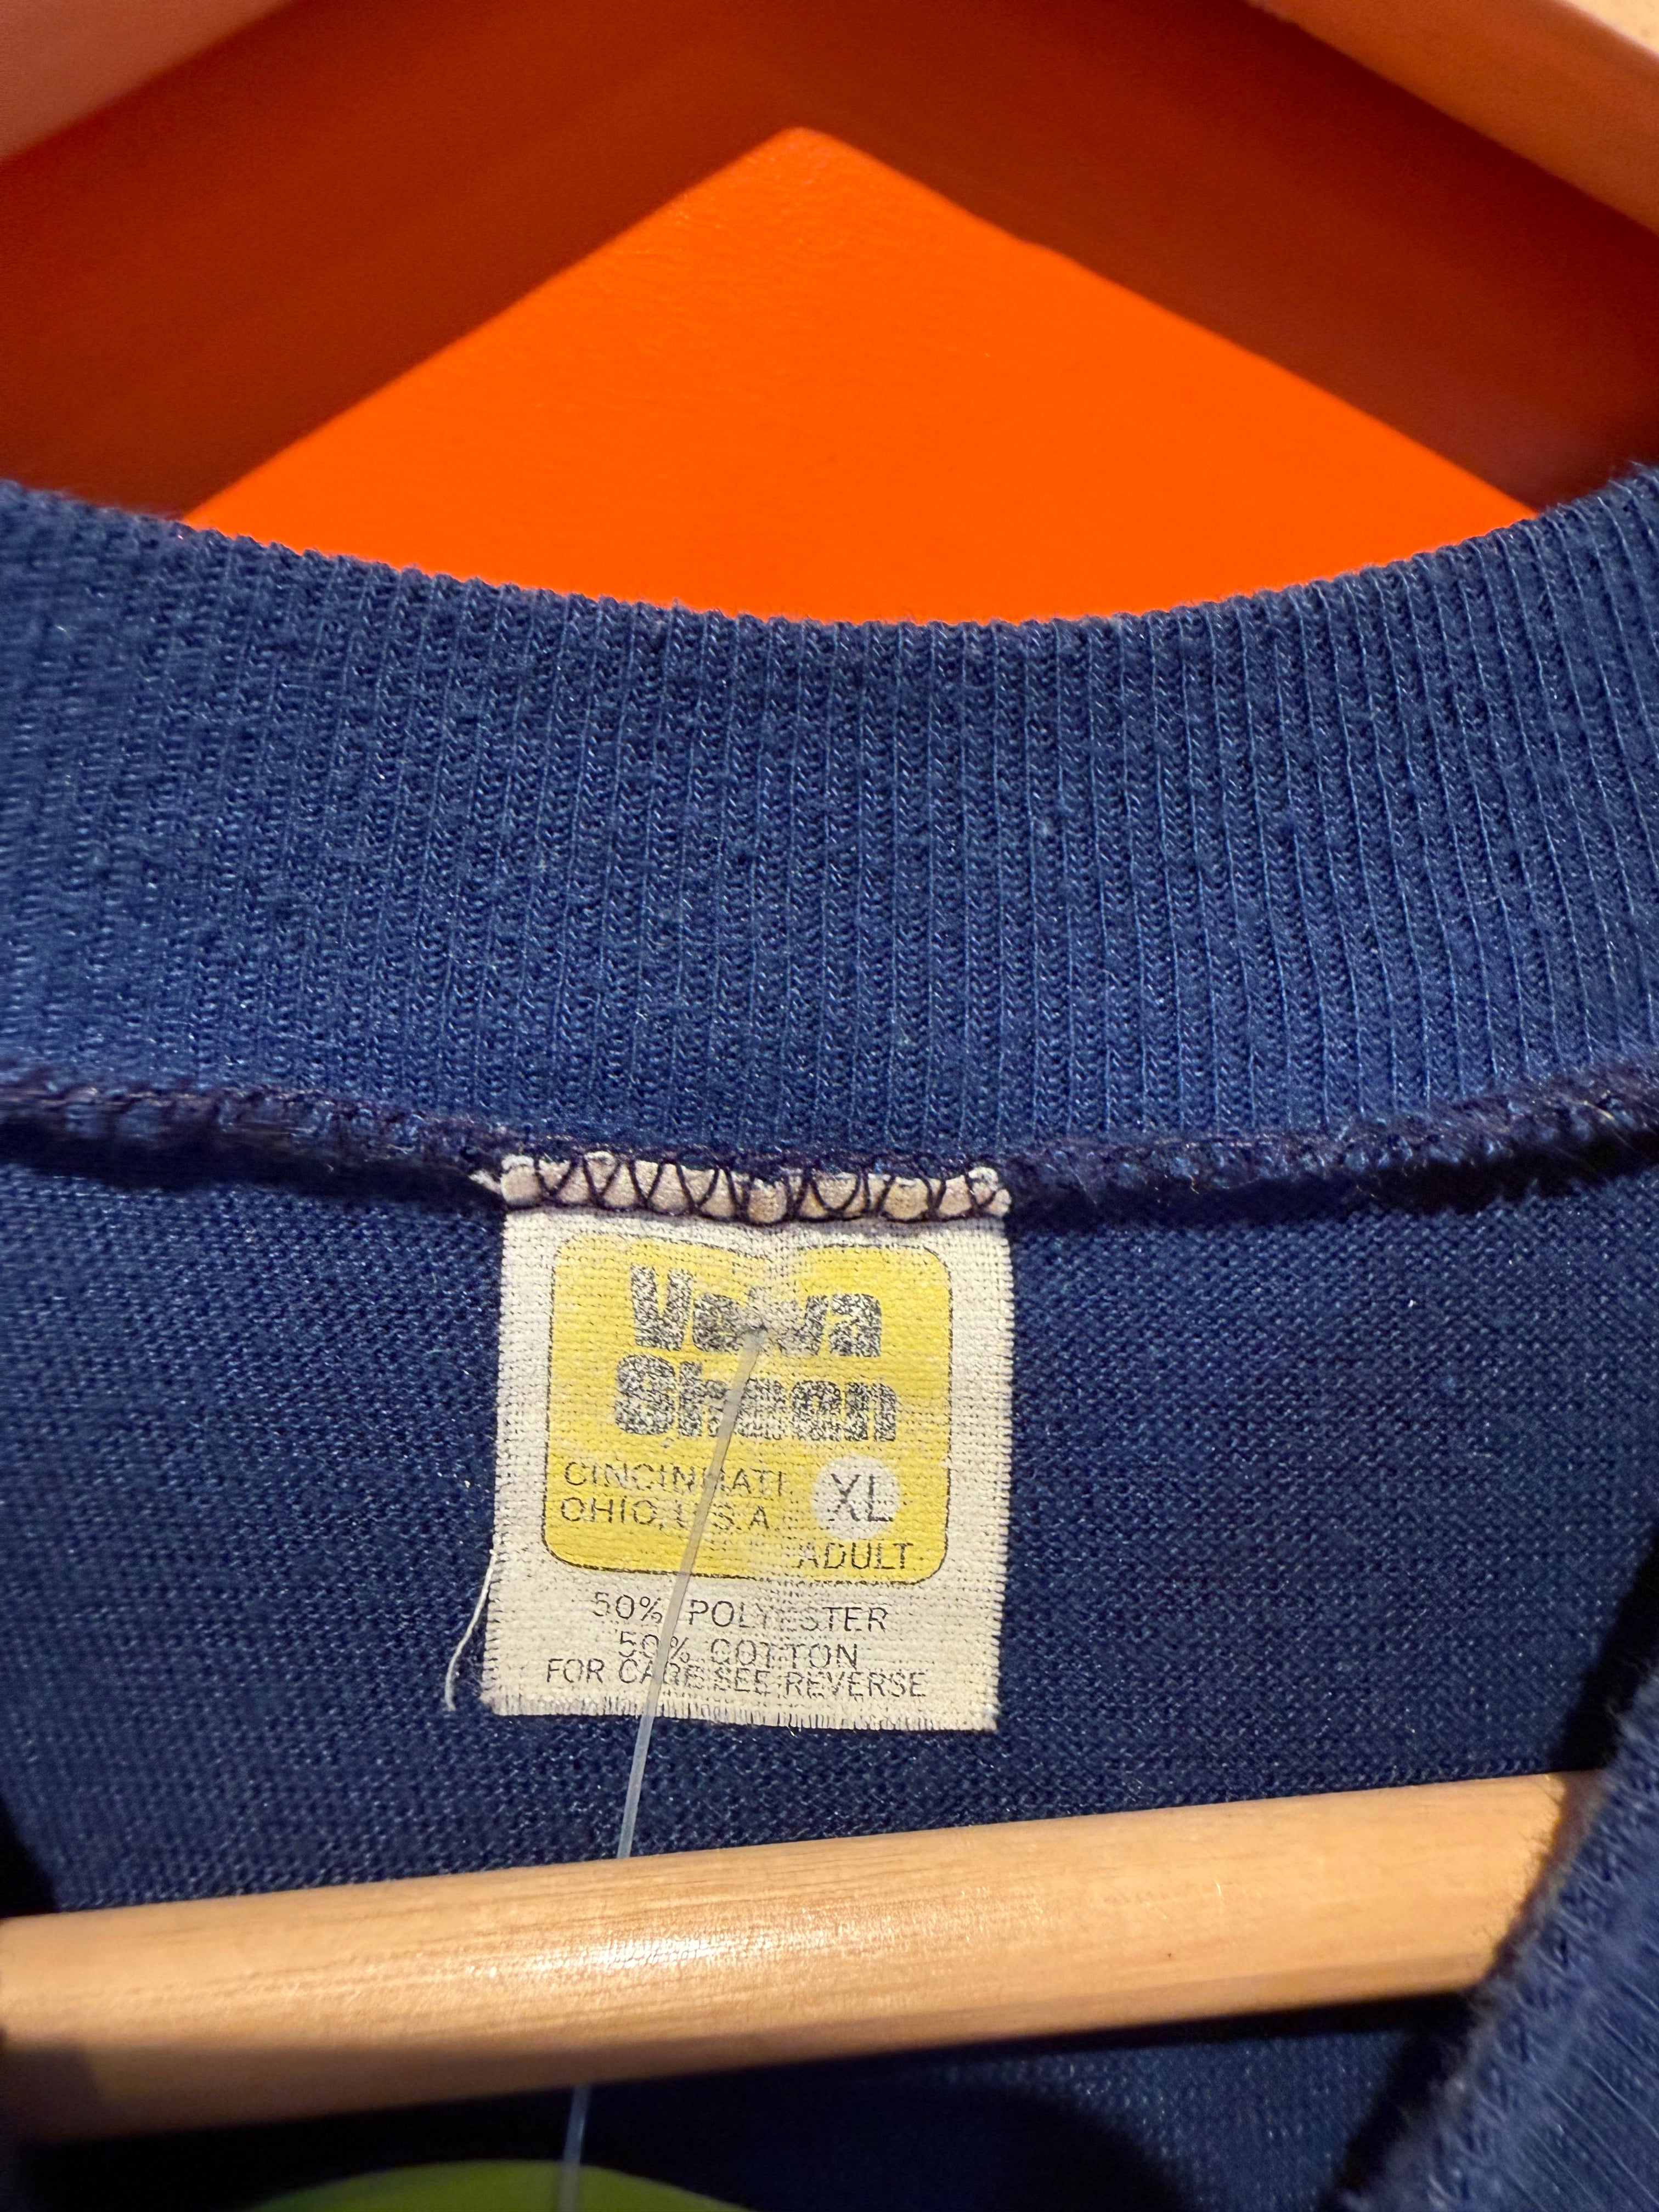 Velva
Sheen
CINCINNATI
OHIO, U.S.A.
XL
ADULT
50% POLYESTER
50% COTTON
FOR CARE SEE REVERSE